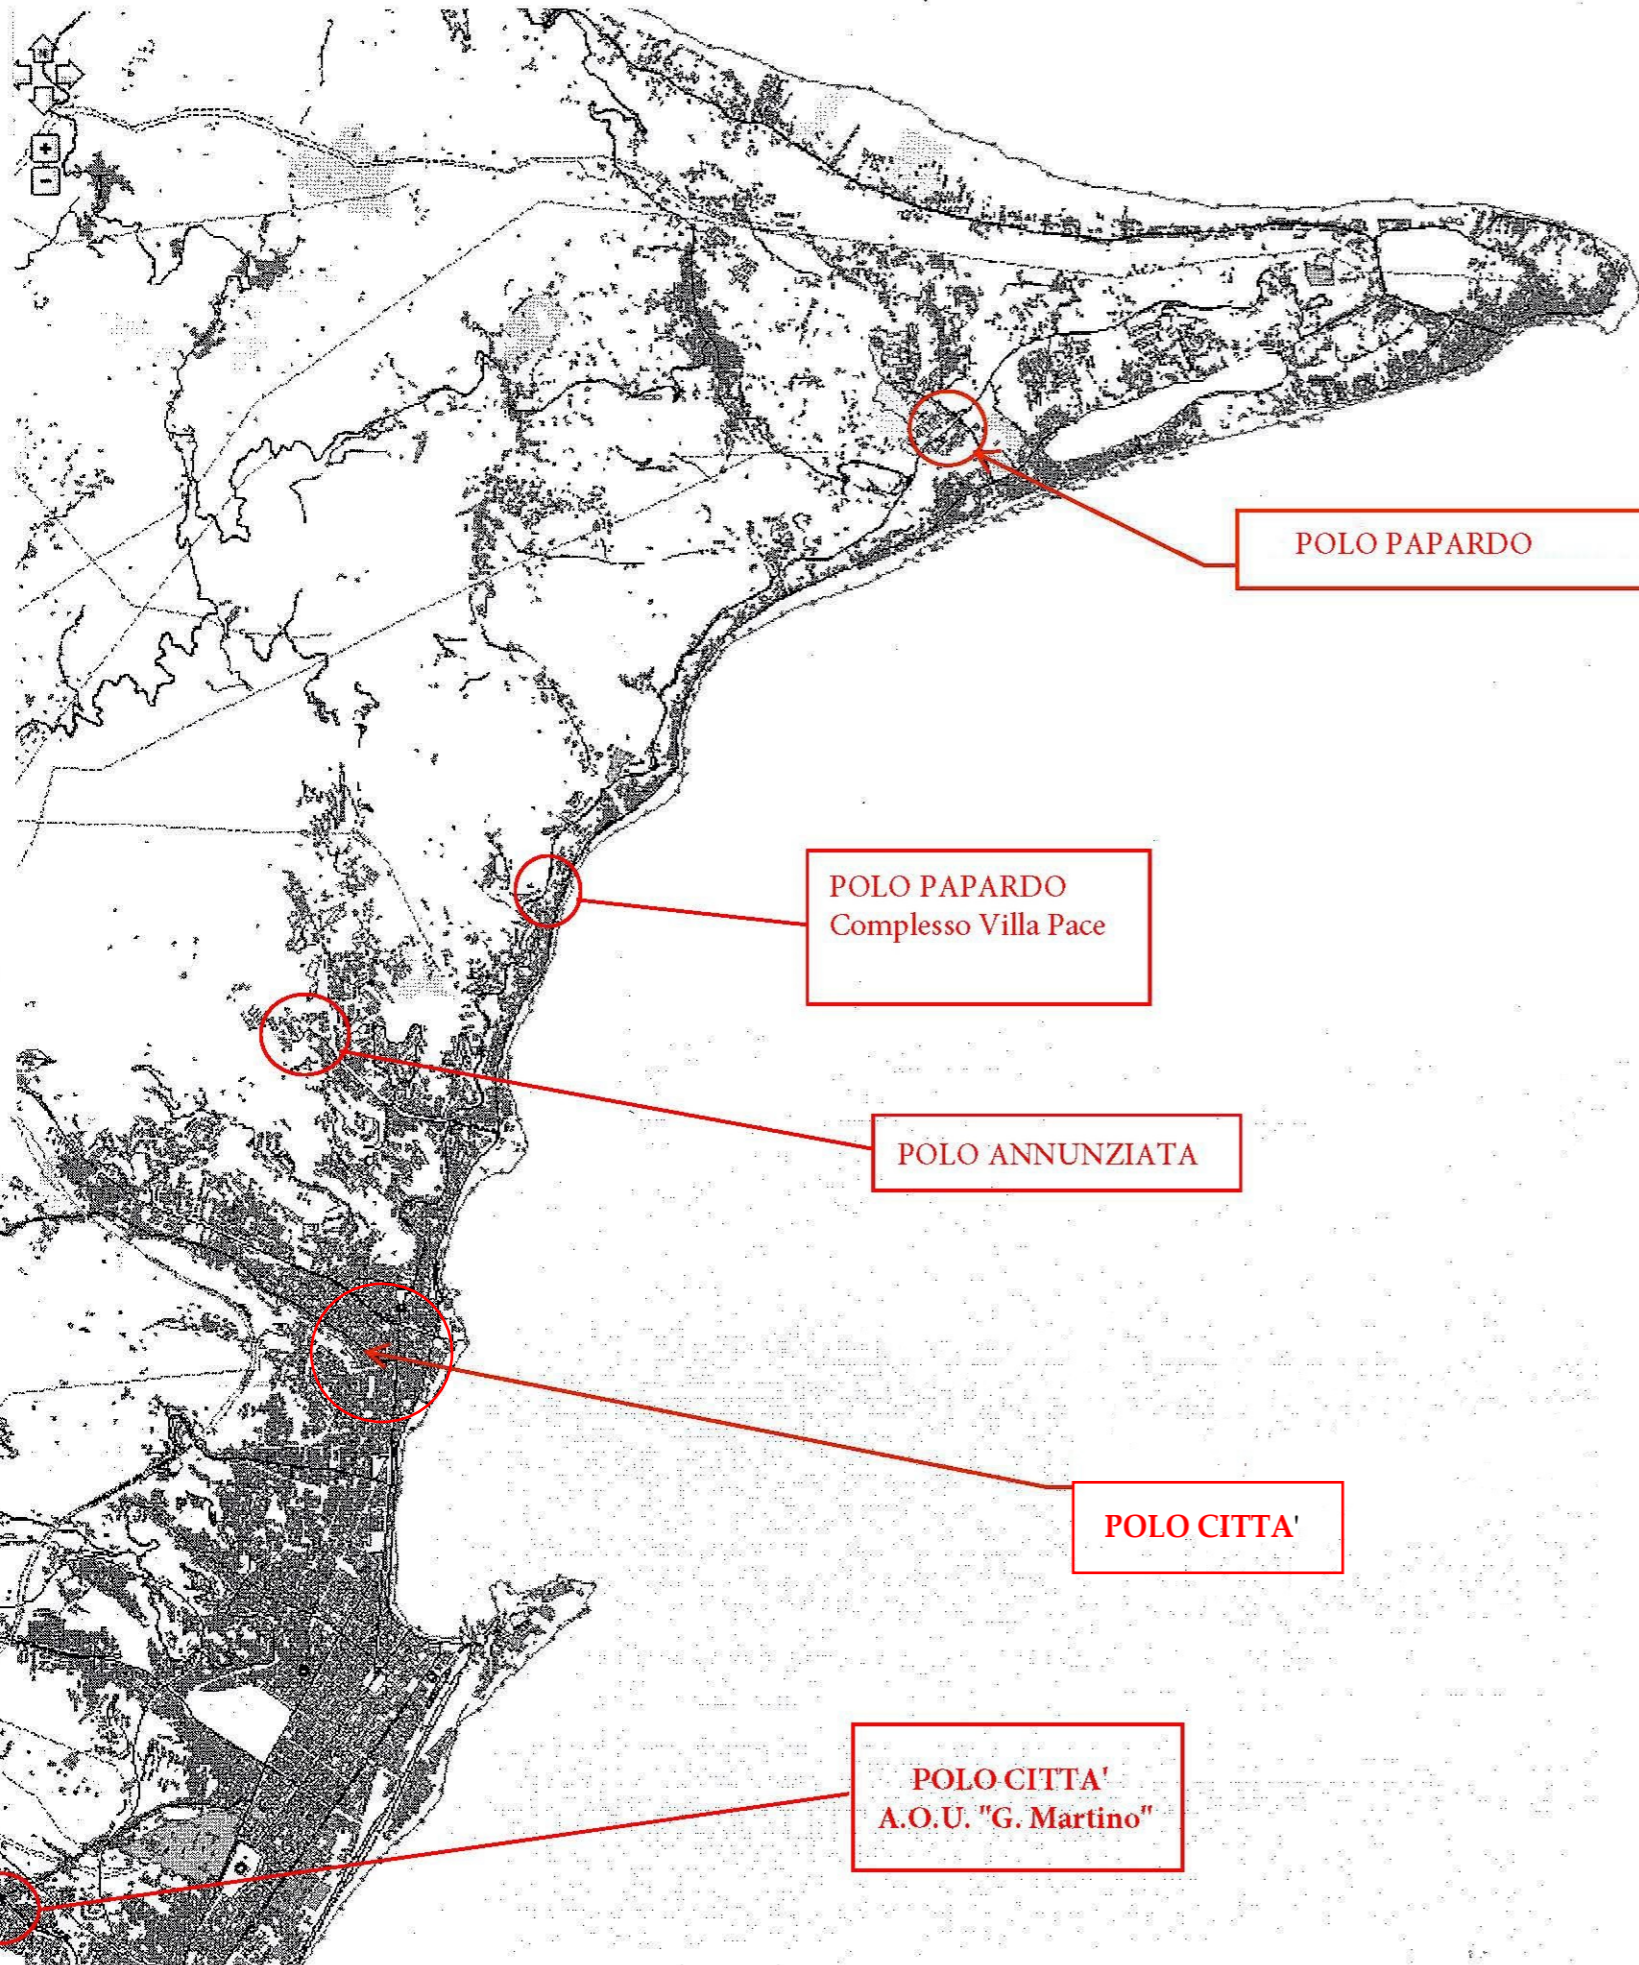 POLO PAPARDO
POLO PAPARDO
Complesso Villa Pace
POLO ANNUNZIATA
POLO CITTA'
POLO CITTA'
A.O.U. "G. Martino"